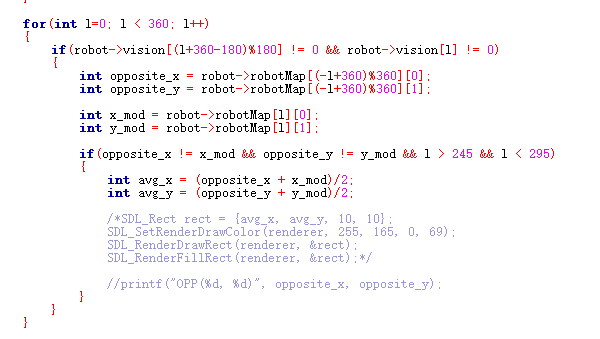 for(int l=0; l < 360; l++)
{
if(robot->vision[(l+360-180)%180] != 0 && robot->vision[l] != 0)
{
int opposite_x = robot->robotMap[(-l+360)%360][0];
int opposite_y = robot->robotMap[(-l+360)%360][1];
int x_mod = robot->robotMap[l][0];
int y_mod = robot->robotMap[l][1];
if(opposite_x != x_mod && opposite_y != y_mod && l > 245 && l < 295)
{
int avg_x = (opposite_x + x_mod)/2;
int avg_y = (opposite_y + y_mod)/2;
/*SDL_Rect rect = {avg_x, avg_y, 10, 10};
SDL_SetRenderDrawColor(renderer, 255, 165, 0, 69);
SDL_RenderDrawRect(renderer, &rect);
SDL_RenderFillRect(renderer, &rect);*/
//printf("OPP(%d, %d)", opposite_x, opposite_y);
}
}
}